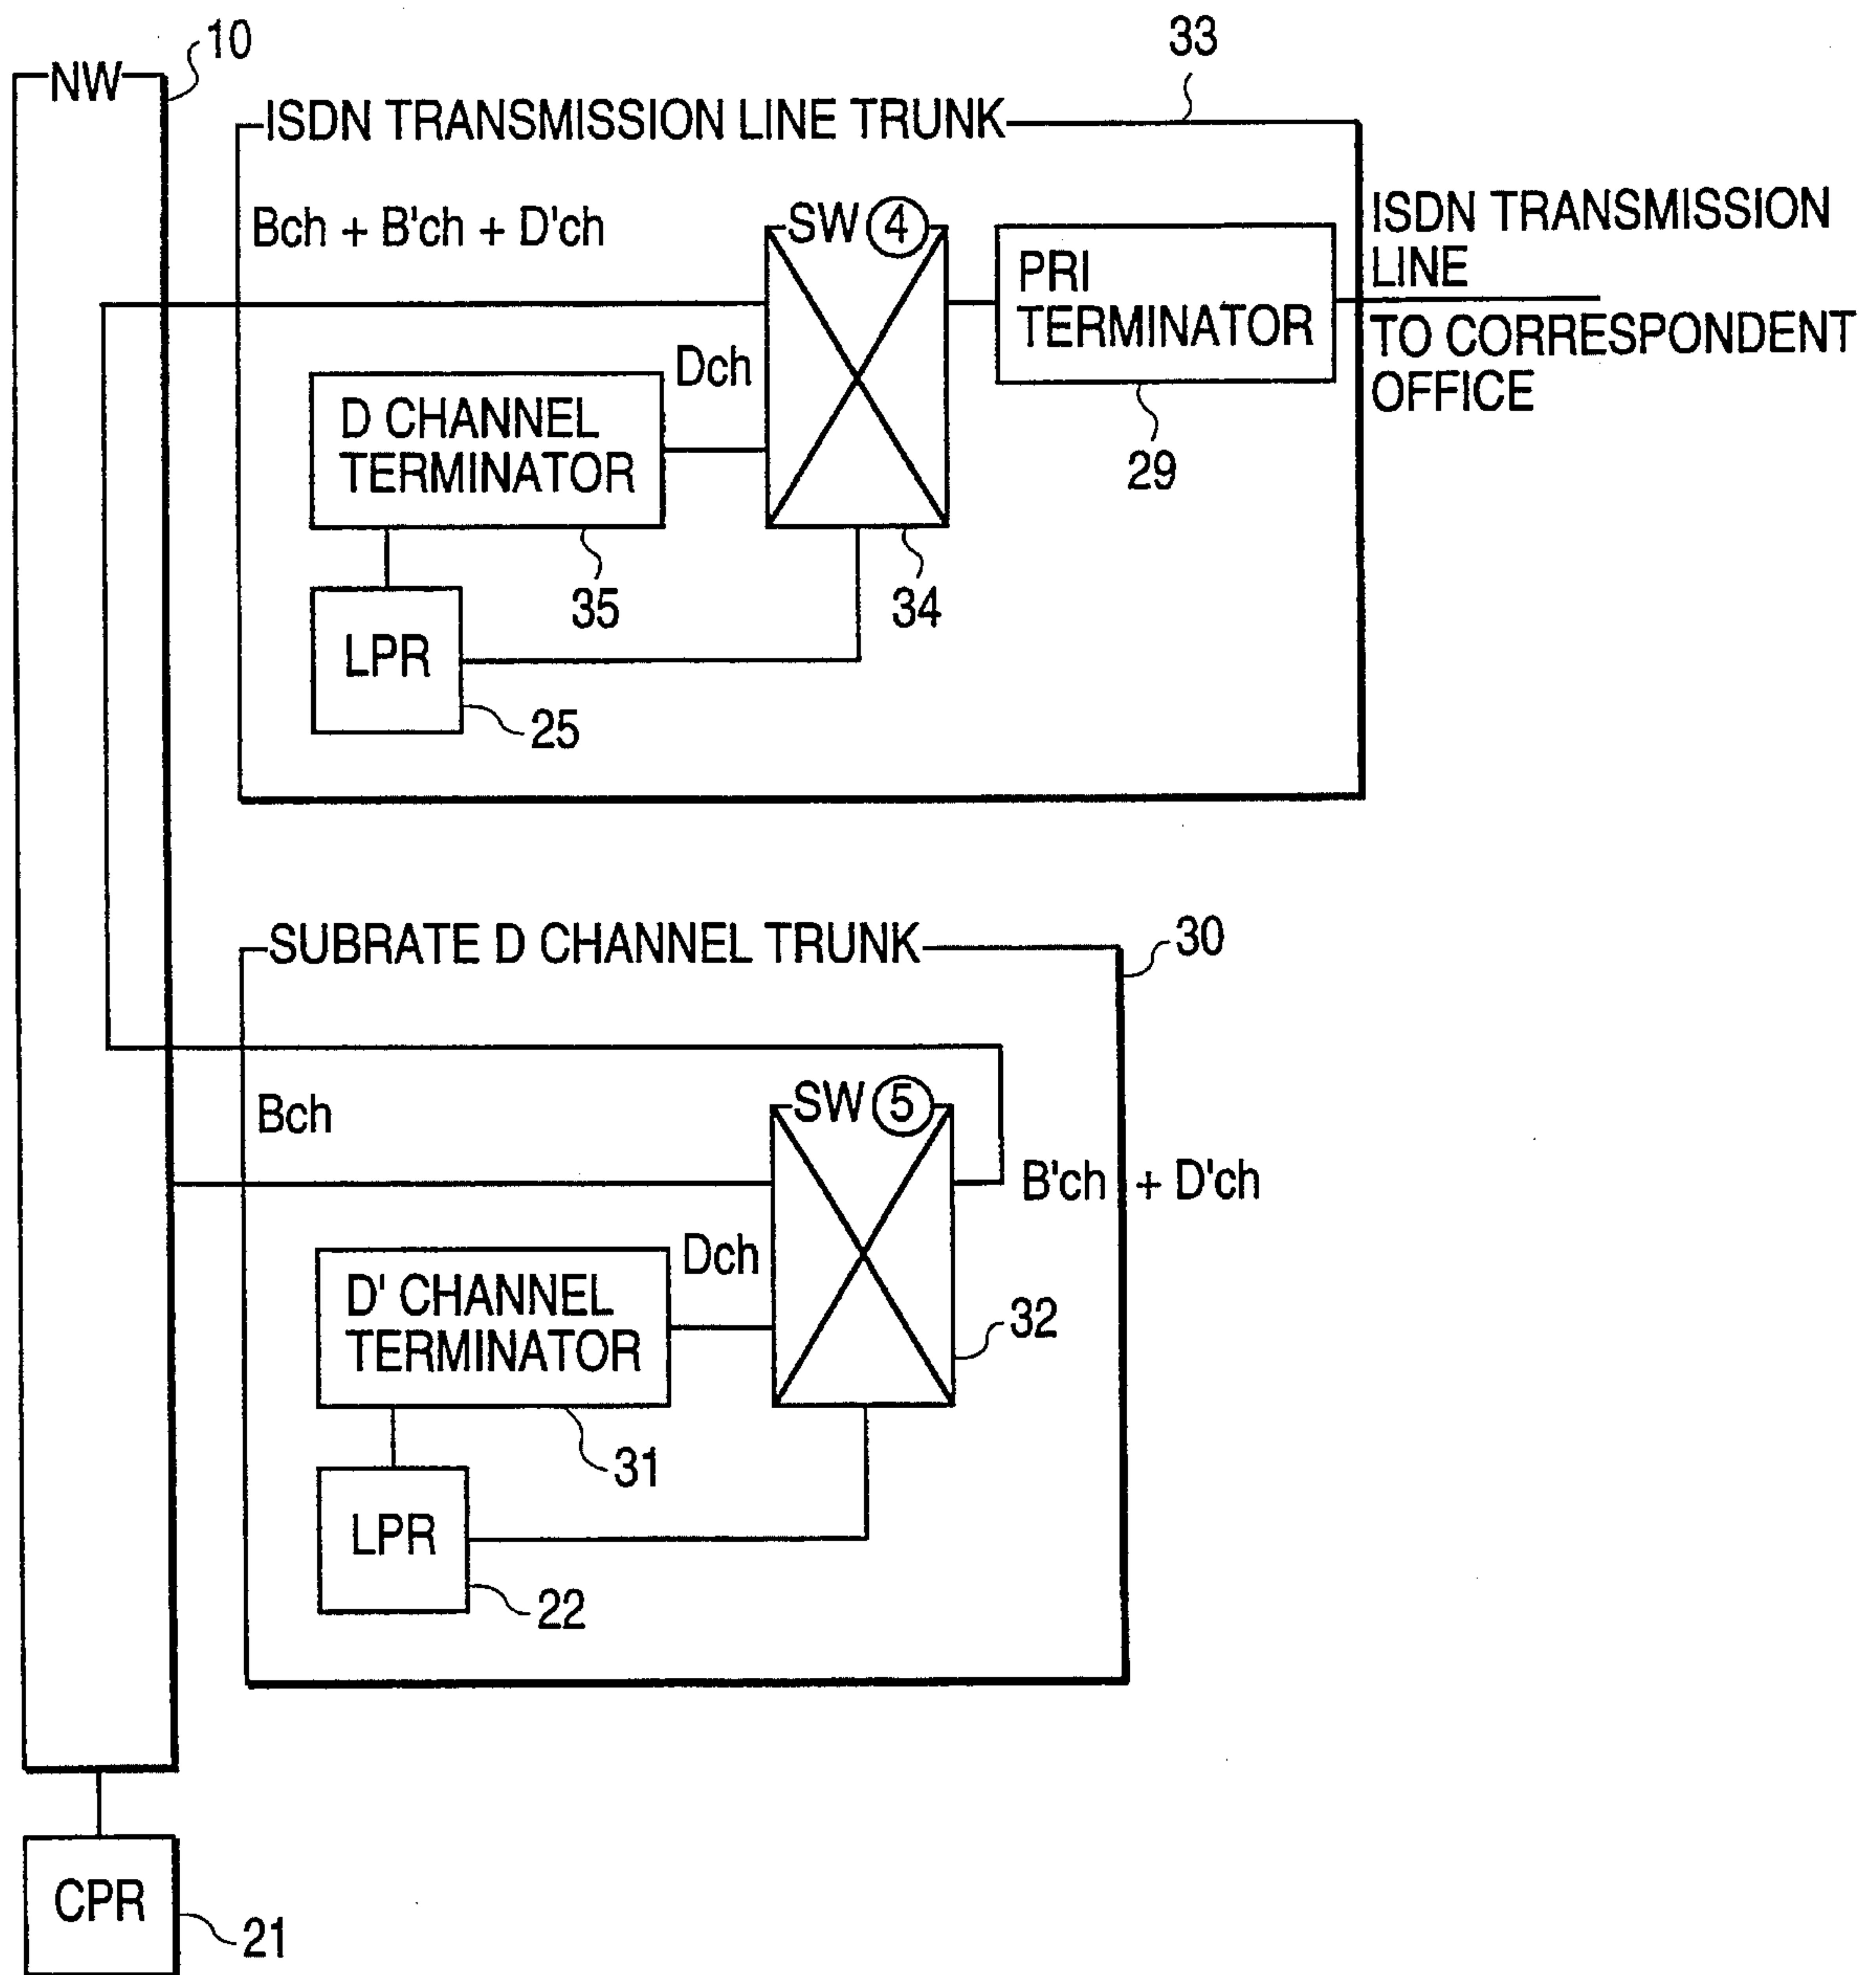 10
NW
33
ISDN TRANSMISSION LINE TRUNK
Bch + B'ch + D'ch
SW ④
PRI
TERMINATOR
29
ISDN TRANSMISSION
LINE
TO CORRESPONDENT
OFFICE
Dch
D CHANNEL
TERMINATOR
35
34
LPR
25
SUBRATE D CHANNEL TRUNK
30
Bch
SW ⑤
B'ch + D'ch
Dch
D' CHANNEL
TERMINATOR
32
31
LPR
22
CPR
21